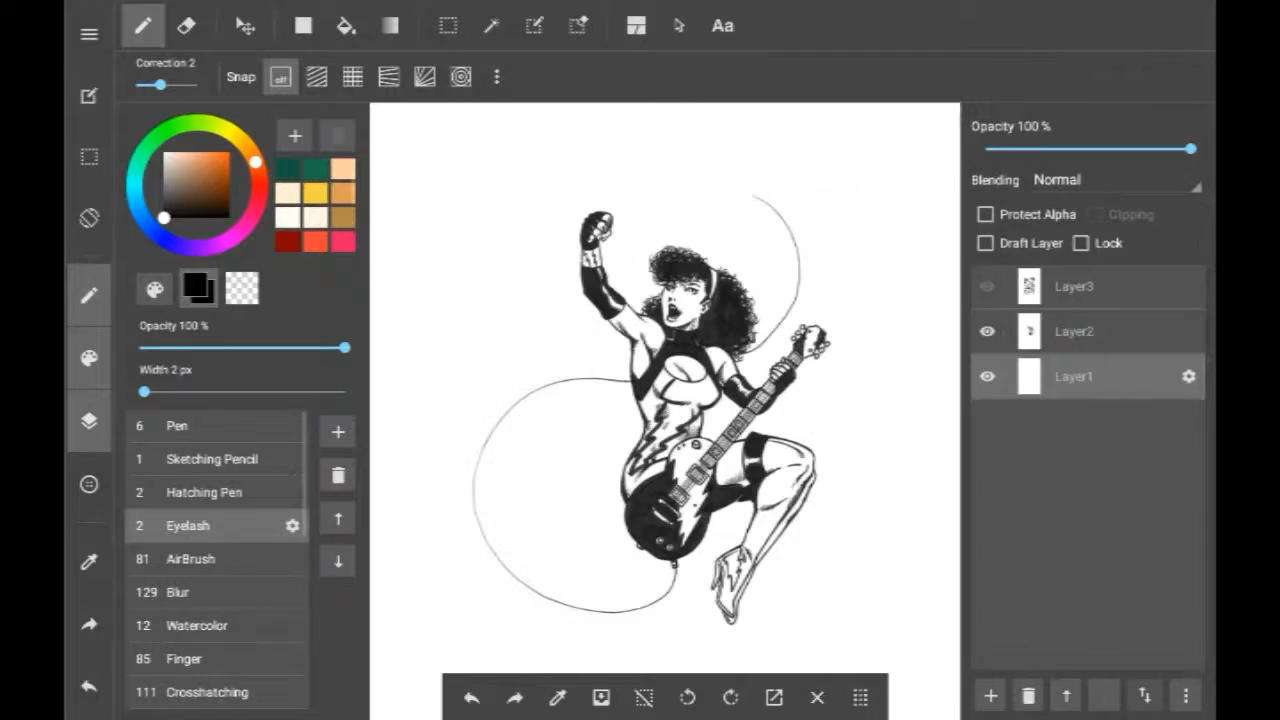 Aa
Correction 2
Snap
off
Opacity 100 %
Width 2 px
6 Pen
1 Sketching Pencil
2 Hatching Pen
2 Eyelash
81 AirBrush
129 Blur
12 Watercolor
85 Finger
111 Crosshatching
Opacity 100 %
Blending Normal
Protect Alpha
Clipping
Draft Layer
Lock
Layer3
Layer2
Layer1